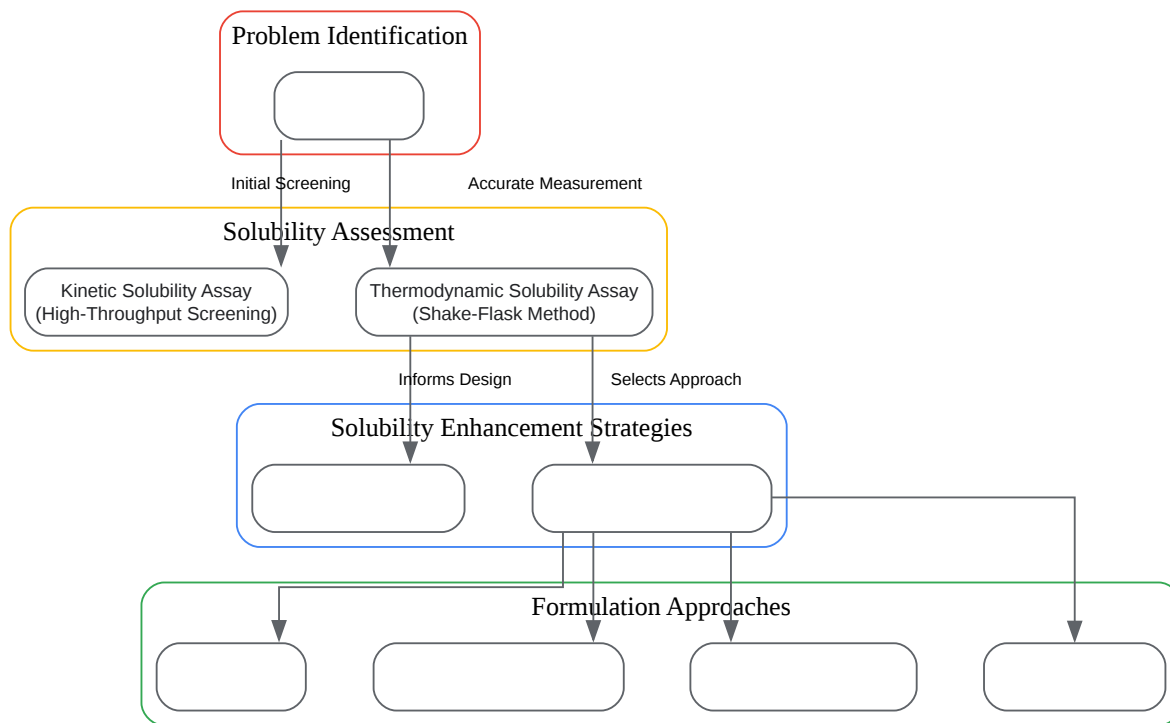 Problem Identification
Initial Screening
Accurate Measurement
Solubility Assessment
Kinetic Solubility Assay
(High-Throughput Screening)
Thermodynamic Solubility Assay
(Shake-Flask Method)
Informs Design
Selects Approach
Solubility Enhancement Strategies
Formulation Approaches